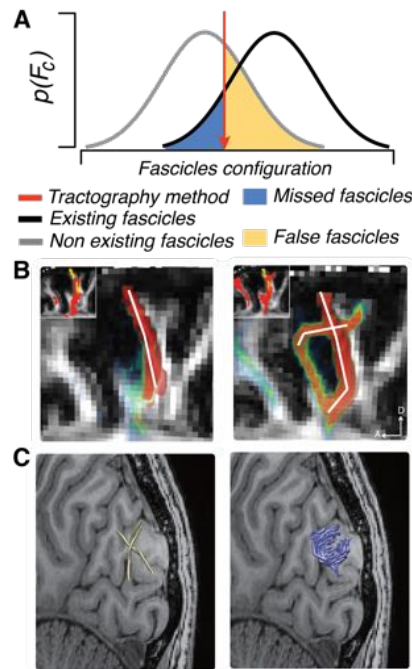 A
p(Fc)
Fascicles configuration
Tractography method
Missed fascicles
Existing fascicles
Non existing fascicles
False fascicles
B
A
D
C